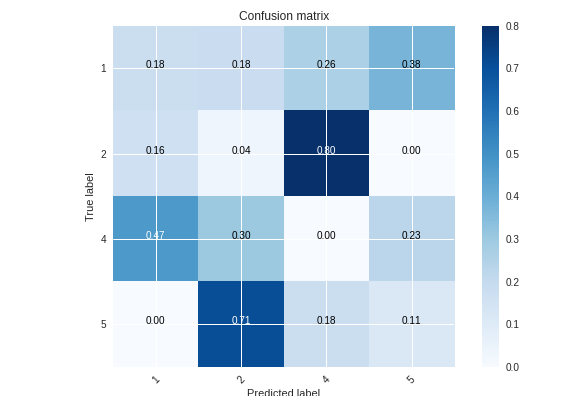 Confusion matrix
1 0.18 0.18 0.26 0.38
2 0.16 0.04 0.80 0.00
4 0.47 0.30 0.00 0.23
5 0.00 0.71 0.18 0.11
True label
1 2 4 5
Predicted label
0.8
0.7
0.6
0.5
0.4
0.3
0.2
0.1
0.0